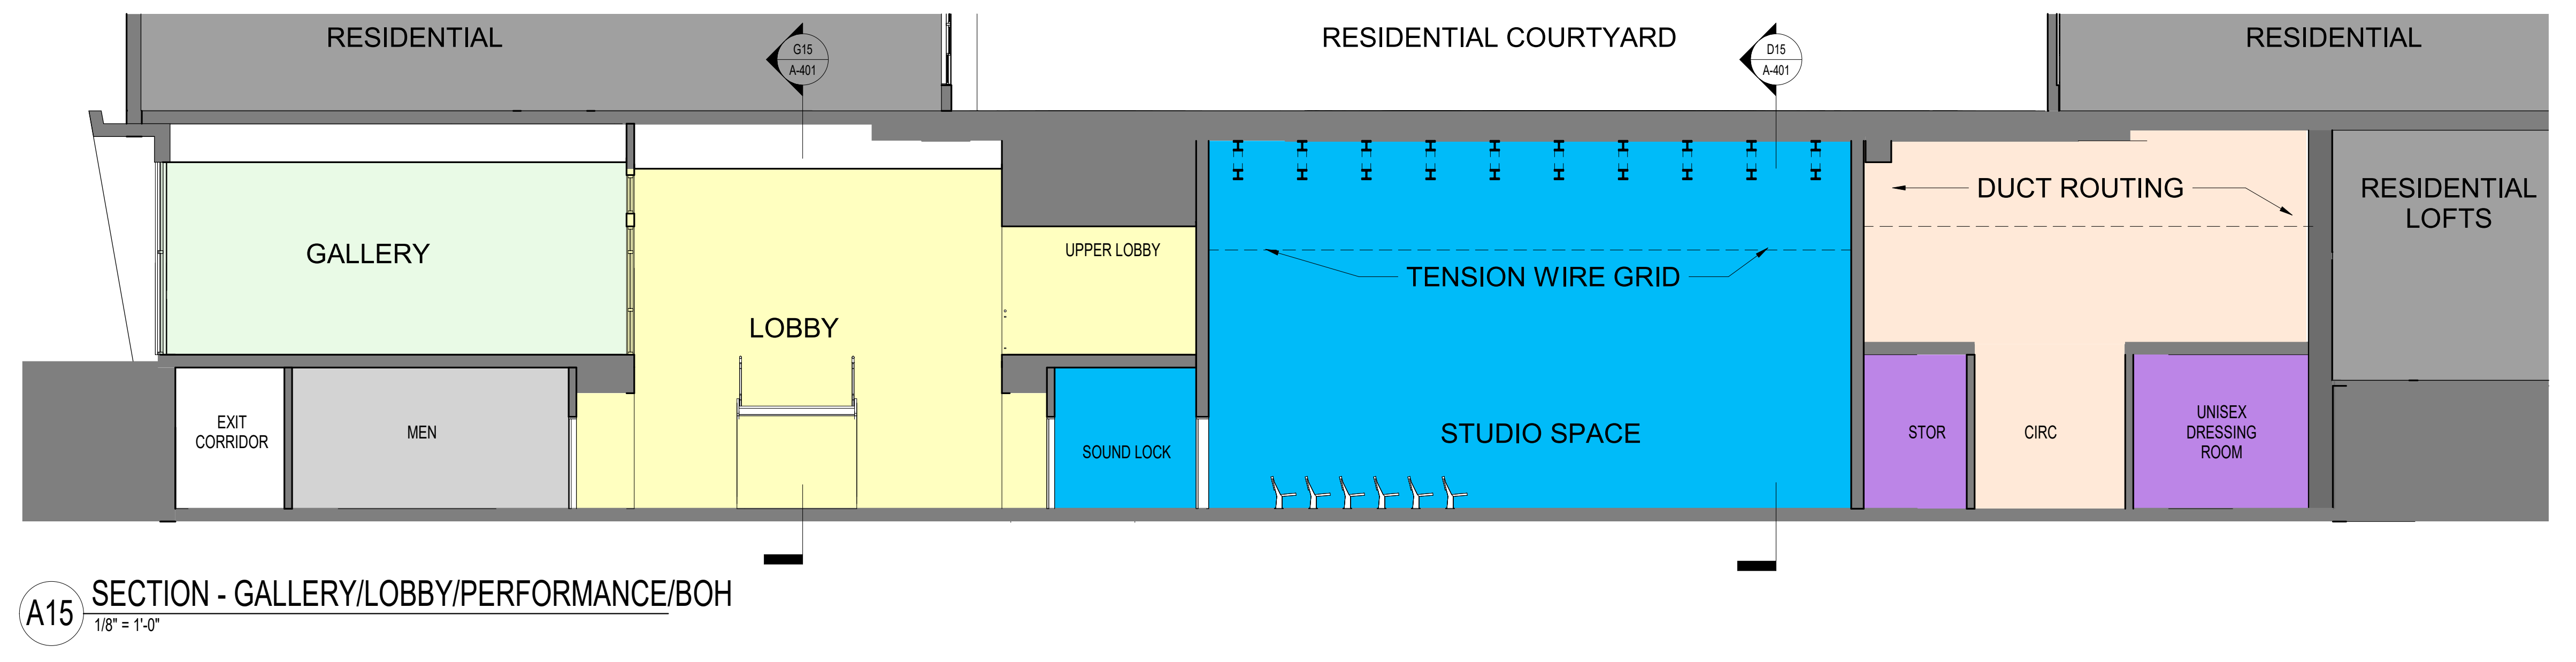 RESIDENTIAL
G15
A-401
RESIDENTIAL COURTYARD
D15
A-401
RESIDENTIAL
GALLERY
LOBBY
UPPER LOBBY
TENSION WIRE GRID
DUCT ROUTING
RESIDENTIAL
LOFTS
EXIT
CORRIDOR
MEN
SOUND LOCK
STUDIO SPACE
STOR
CIRC
UNISEX
DRESSING
ROOM
A15
SECTION - GALLERY/LOBBY/PERFORMANCE/BOH
1/8" = 1'-0"